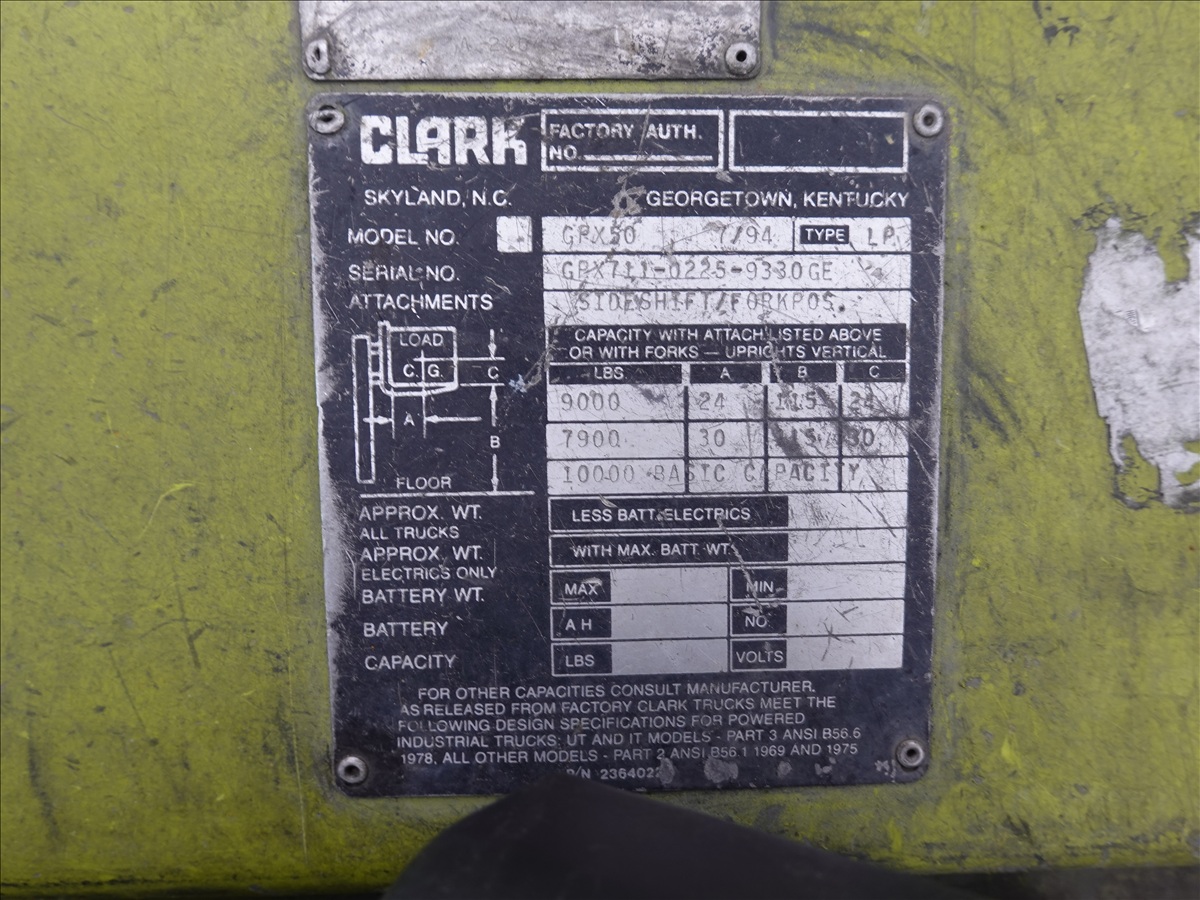 CLARK
FACTORY AUTH.
NO.
SKYLAND, N.C. GEORGETOWN, KENTUCKY
MODEL NO. GPX50 7/94 TYPE LP
SERIAL NO. GPX711-0225-9330GE
ATTACHMENTS SIDESHIFT/FORKPOS.
CAPACITY WITH ATTACH LISTED ABOVE
OR WITH FORKS — UPRIGHTS VERTICAL
LOAD
C. G.
A
B
C
FLOOR
LBS A B C
9000 24 115 24
7900 30 115 30
10000 BASIC CAPACITY
APPROX. WT. LESS BATT. ELECTRICS
ALL TRUCKS
APPROX. WT. WITH MAX. BATT. WT.
ELECTRICS ONLY
BATTERY WT. MAX MIN
BATTERY A H NO
CAPACITY LBS VOLTS
FOR OTHER CAPACITIES CONSULT MANUFACTURER.
AS RELEASED FROM FACTORY CLARK TRUCKS MEET THE
FOLLOWING DESIGN SPECIFICATIONS FOR POWERED
INDUSTRIAL TRUCKS: UT AND IT MODELS - PART 3 ANSI B56.6
1978, ALL OTHER MODELS - PART 2 ANSI B56.1 1969 AND 1975
P/N 2364022